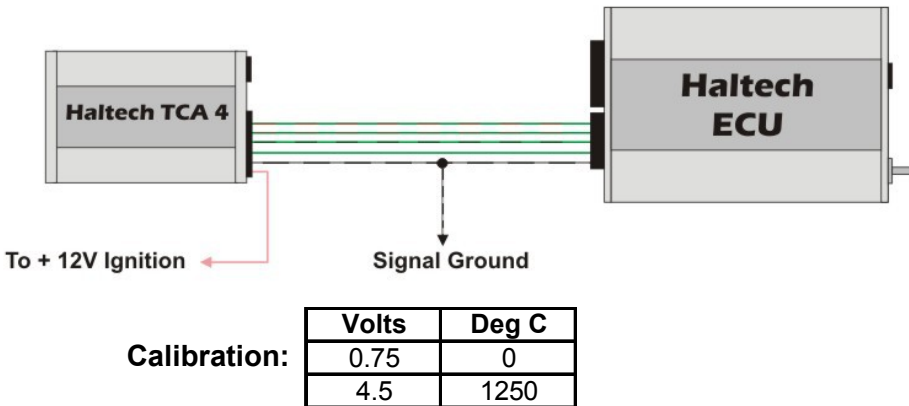 Haltech TCA 4
Haltech
ECU
To + 12V Ignition
Signal Ground
Calibration:
Volts Deg C
0.75 0
4.5 1250